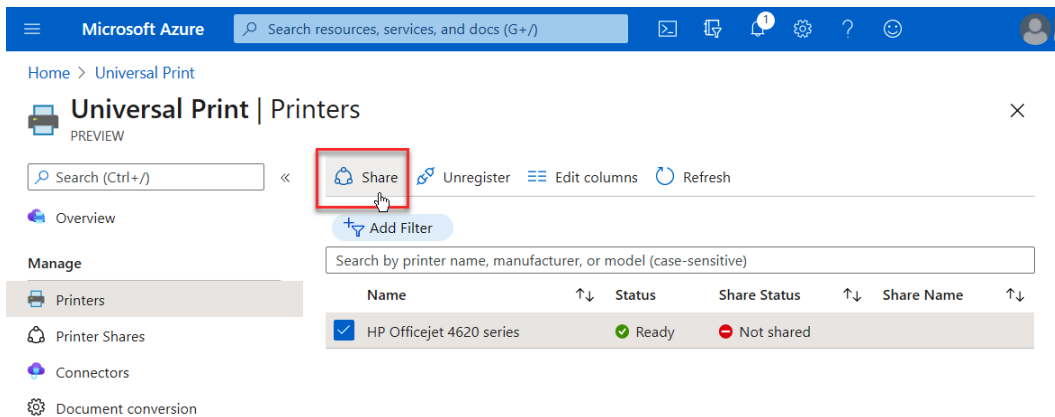 Microsoft Azure
Search resources, services, and docs (G+/)
1
Home > Universal Print
Universal Print | Printers
PREVIEW
Search (Ctrl+/)
«
Share
Unregister
Edit columns
Refresh
Overview
Add Filter
Manage
Search by printer name, manufacturer, or model (case-sensitive)
Name ↑↓ Status Share Status ↑↓ Share Name ↑↓
Printers
HP Officejet 4620 series Ready Not shared
Printer Shares
Connectors
Document conversion